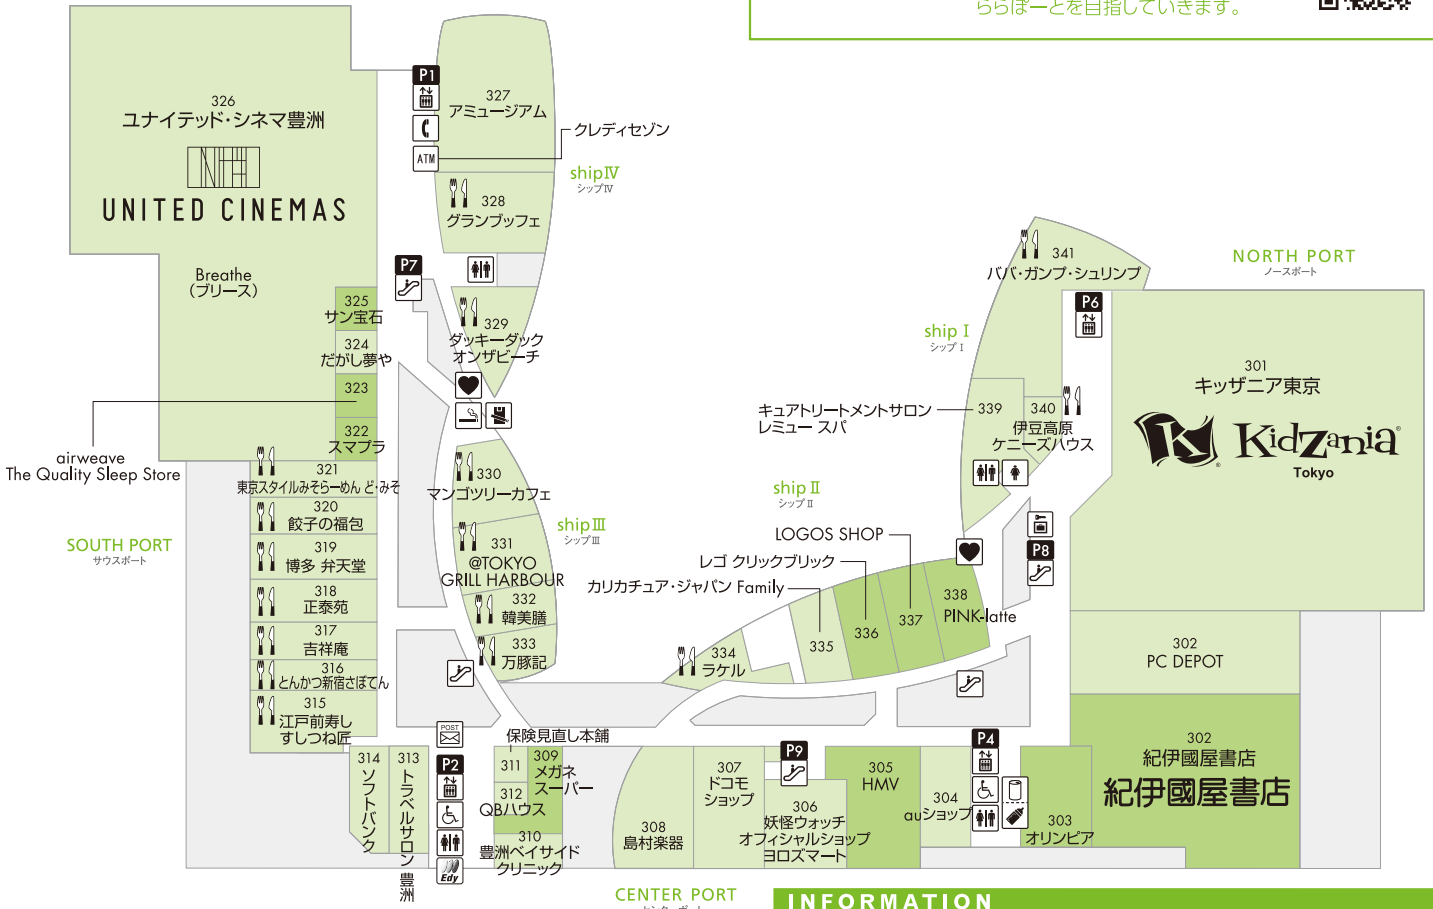 ららぽーとを目指していきます。
326
ユナイテッド・シネマ豊洲
UNITED CINEMAS
Breathe
（ブリース）
P1
ATM
クレディセゾン
327
アミュージアム
shipⅣ
シップⅣ
328
グランブッフェ
P7
329
ダッキーダック
オンザビーチ
325
サン宝石
324
だがし夢や
323
322
スマプラ
airweave
The Quality Sleep Store
321
東京スタイルみそらーめん ど・みそ
320
餃子の福包
319
博多 弁天堂
318
正泰苑
317
吉祥庵
316
とんかつ新宿さぼてん
315
江戸前寿し
すしつね匠
SOUTH PORT
サウスポート
330
マンゴツリーカフェ
331
@TOKYO
GRILL HARBOUR
332
韓美膳
333
万豚記
shipⅢ
シップⅢ
341
ババ・ガンプ・シュリンプ
NORTH PORT
ノースポート
P6
ship Ⅰ
シップⅠ
301
キッザニア東京
KidZania
Tokyo
キュアトリートメントサロン
レミュー スパ
339
340
伊豆高原
ケニーズハウス
ship Ⅱ
シップⅡ
LOGOS SHOP
レゴ クリックブリック
カリカチュア・ジャパン Family
P8
334
ラケル
335
336
337
338
PINK-latte
302
PC DEPOT
302
紀伊國屋書店
紀伊國屋書店
314
ソフトバンク
313
トラベルサロン 豊洲
POST
P2
Edy
保険見直し本舗
311
309
メガネ
スーパー
312
QBハウス
310
豊洲ベイサイド
クリニック
308
島村楽器
307
ドコモ
ショップ
P9
306
妖怪ウォッチ
オフィシャルショップ
ヨロズマート
305
HMV
304
auショップ
P4
303
オリンピア
CENTER PORT
INFORMATION